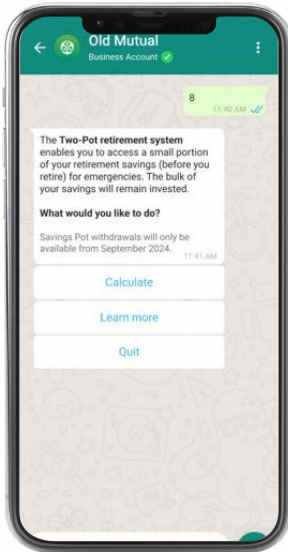 Old Mutual
Business Account
8
11:40 AM
The Two-Pot retirement system
enables you to access a small portion
of your retirement savings (before you
retire) for emergencies. The bulk of
your savings will remain invested.
What would you like to do?
Savings Pot withdrawals will only be
available from September 2024.
11:41 AM
Calculate
Learn more
Quit